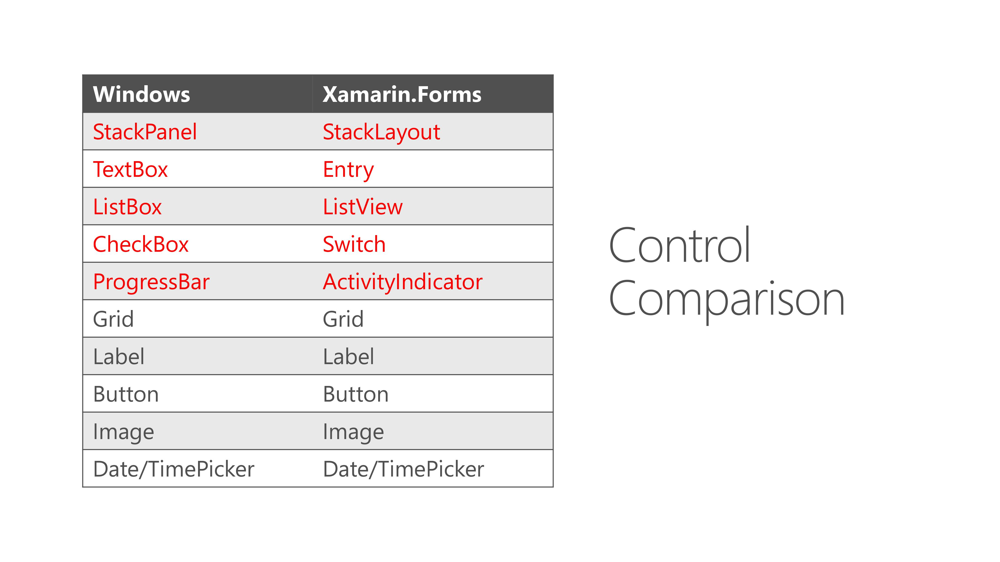 Windows Xamarin.Forms
StackPanel StackLayout
TextBox Entry
ListBox ListView
CheckBox Switch
ProgressBar ActivityIndicator
Grid Grid
Label Label
Button Button
Image Image
Date/TimePicker Date/TimePicker
Control
Comparison